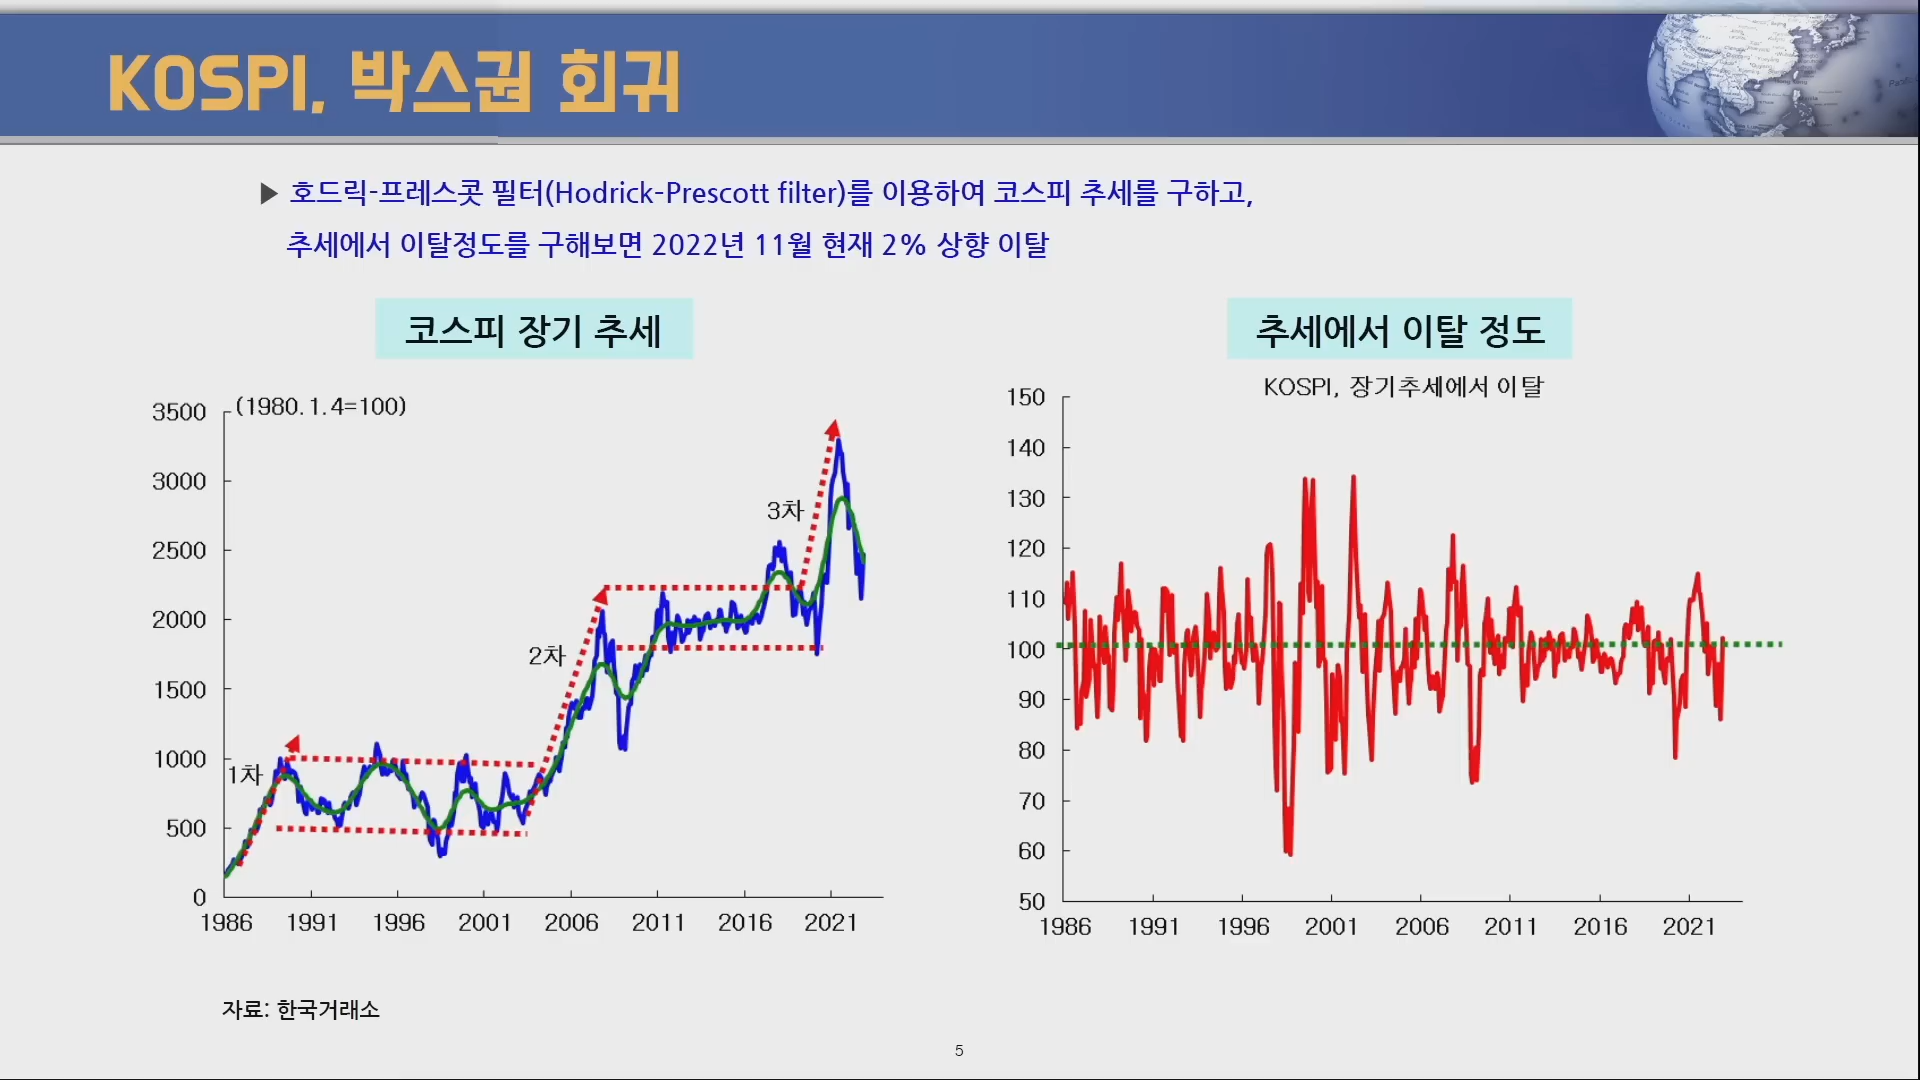 KOSPI, 박스권 회귀
▶ 호드릭-프레스콧 필터(Hodrick-Prescott filter)를 이용하여 코스피 추세를 구하고,
추세에서 이탈정도를 구해보면 2022년 11월 현재 2% 상향 이탈
코스피 장기 추세
(1980.1.4=100)
3500
3000
2500
2000
1500
1000
500
0
1차
2차
3차
1986 1991 1996 2001 2006 2011 2016 2021
추세에서 이탈 정도
KOSPI, 장기추세에서 이탈
150
140
130
120
110
100
90
80
70
60
50
1986 1991 1996 2001 2006 2011 2016 2021
자료: 한국거래소
5